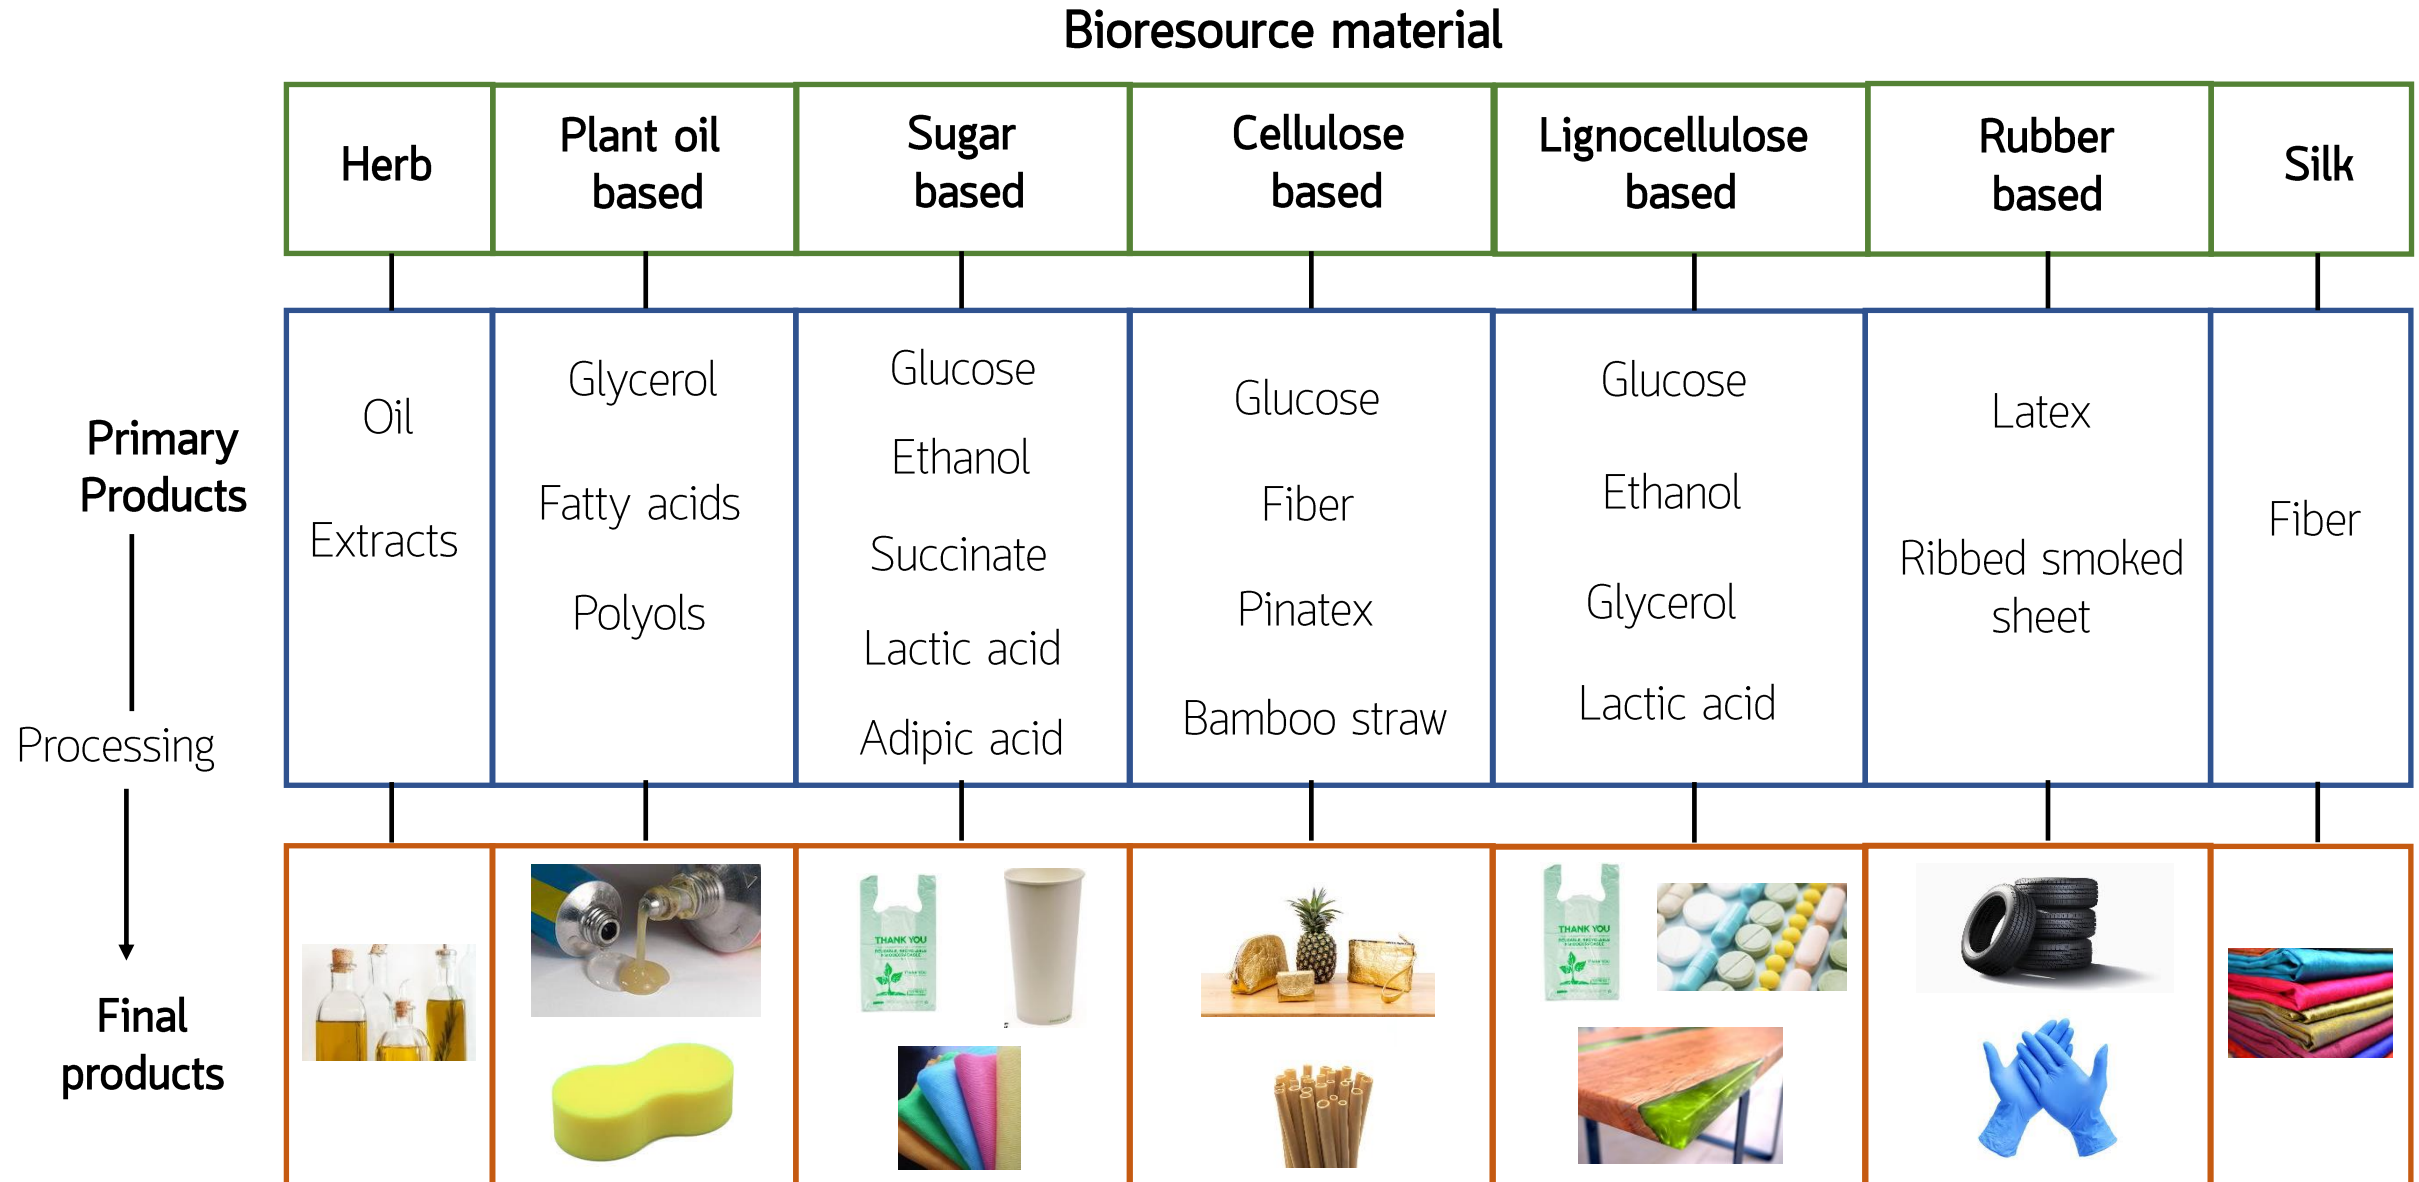 Bioresource material
Herb
Plant oil
based
Sugar
based
Cellulose
based
Lignocellulose
based
Rubber
based
Silk
Primary
Products
Processing
Final
products
Oil
Extracts
Glycerol
Fatty acids
Polyols
Glucose
Ethanol
Succinate
Lactic acid
Adipic acid
Glucose
Fiber
Pinatex
Bamboo straw
Glucose
Ethanol
Glycerol
Lactic acid
Latex
Ribbed smoked
sheet
Fiber
THANK YOU
THANK YOU